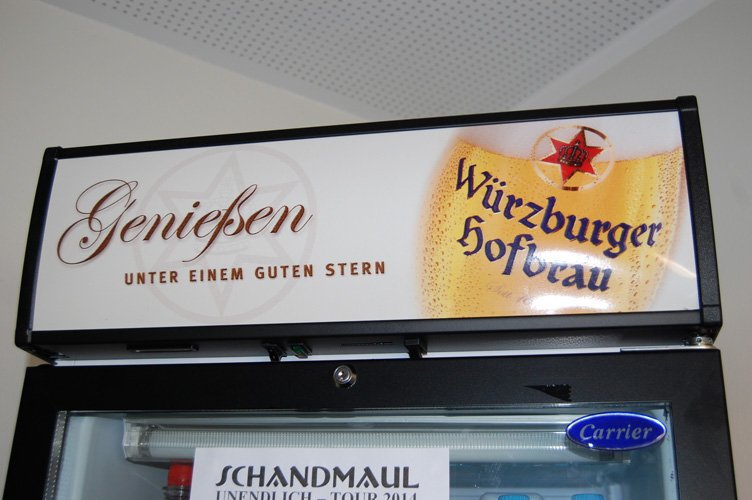 Genießen
UNTER EINEM GUTEN STERN
Würzburger
Hofbräu
Carrier
SCHANDMAUL
UNENDLICH – TOUR 2014